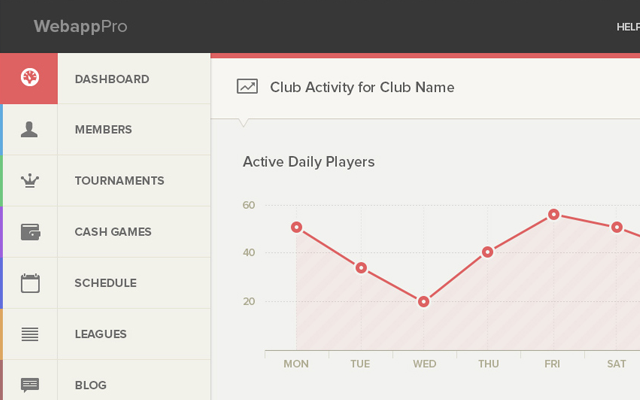 WebappPro
HELP
DASHBOARD
MEMBERS
TOURNAMENTS
CASH GAMES
SCHEDULE
LEAGUES
BLOG
Club Activity for Club Name
Active Daily Players
60
40
20
MON TUE WED THU FRI SAT